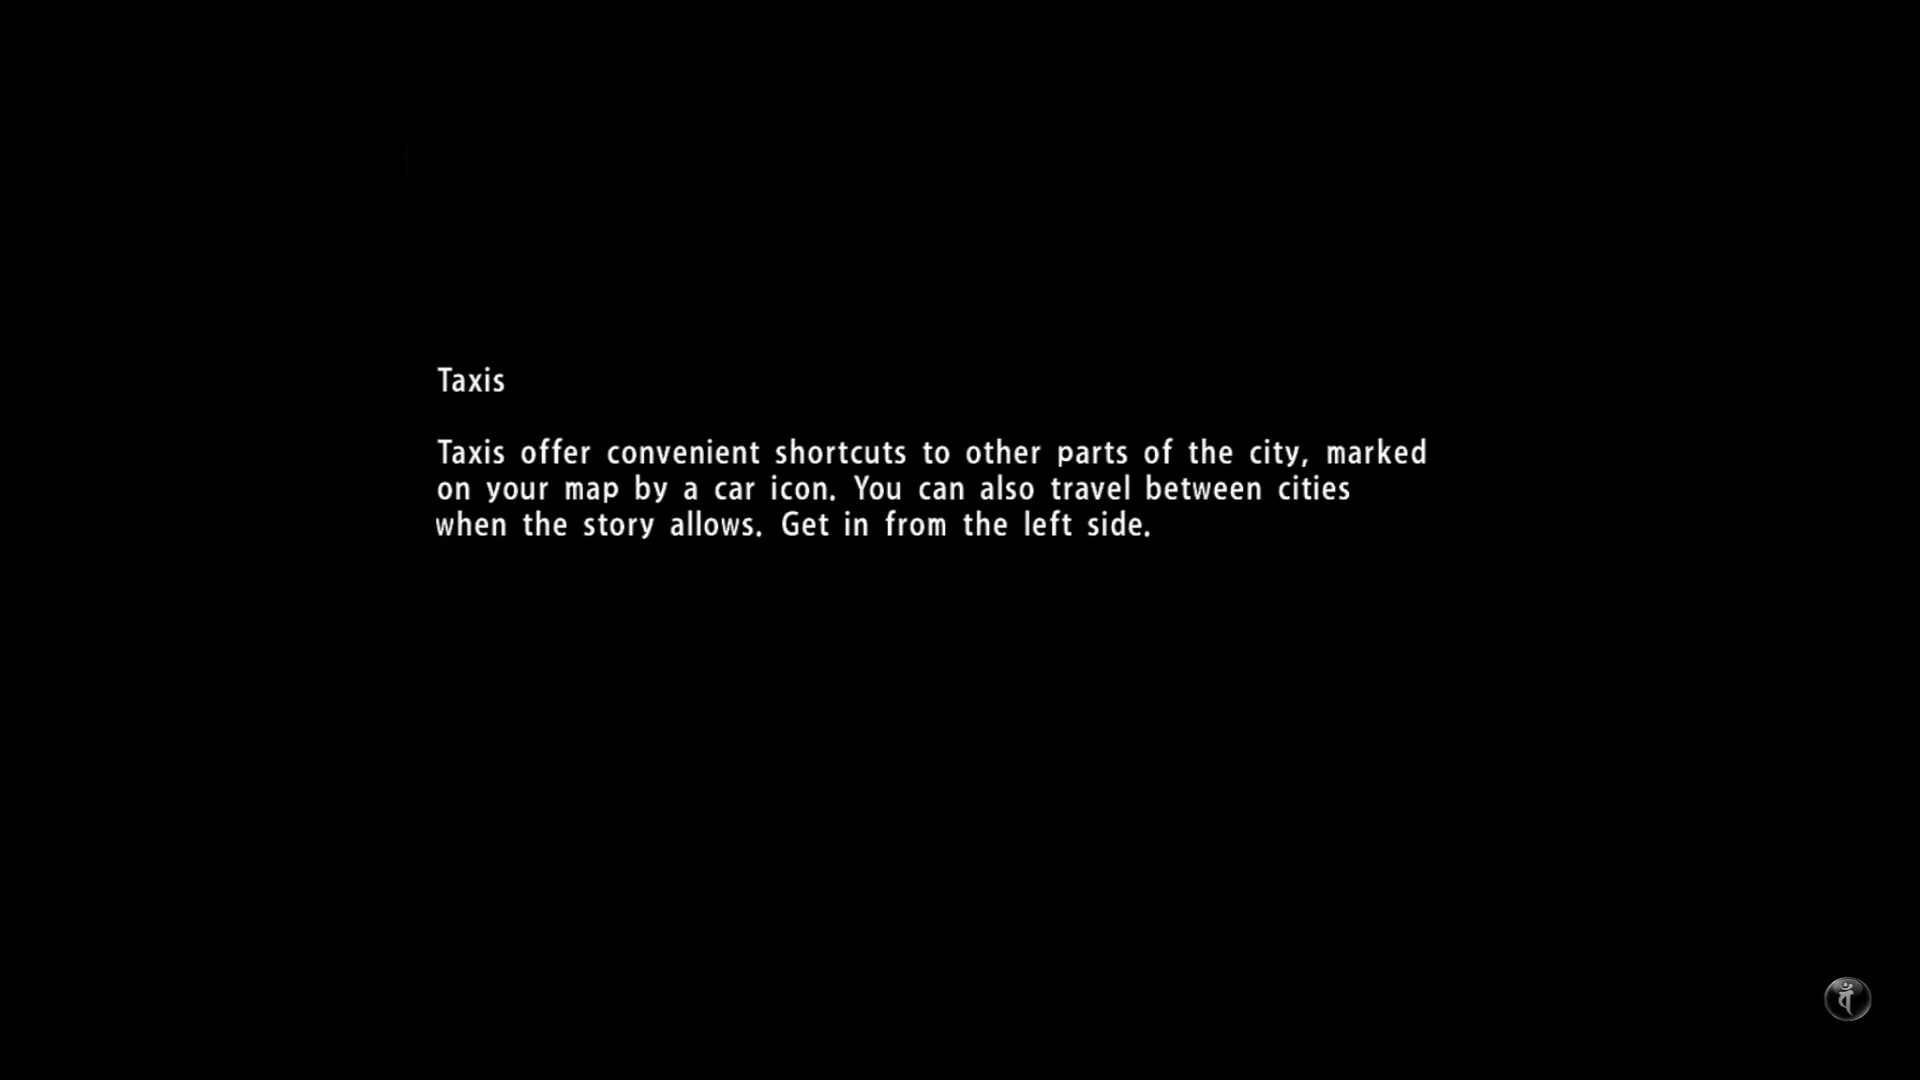 Taxis
Taxis offer convenient shortcuts to other parts of the city, marked
on your map by a car icon. You can also travel between cities
when the story allows. Get in from the left side.